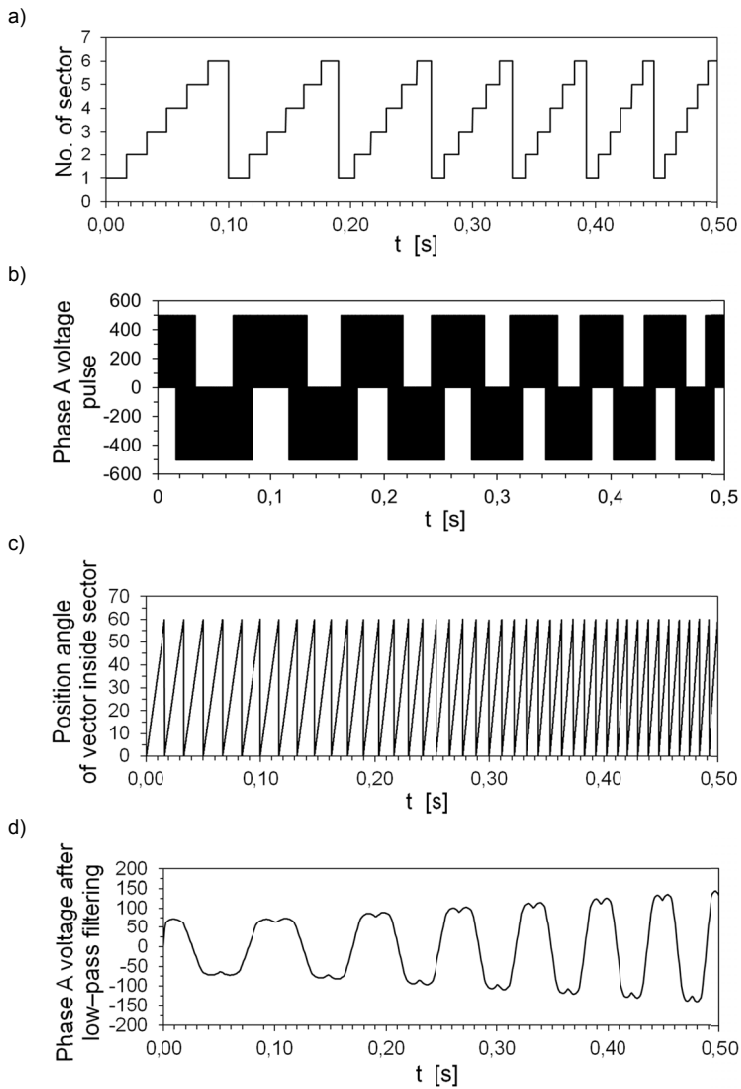 a)
7
6
5
4
3
2
1
0
No. of sector
0,00 0,10 0,20 0,30 0,40 0,50
t [s]
b)
600
400
200
0
-200
-400
-600
Phase A voltage
pulse
0 0,1 0,2 0,3 0,4 0,5
t [s]
c)
70
60
50
40
30
20
10
0
Position angle
of vector inside sector
0,00 0,10 0,20 0,30 0,40 0,50
t [s]
d)
200
150
100
50
0
-50
-100
-150
-200
Phase A voltage after
low–pass filtering
0,00 0,10 0,20 0,30 0,40 0,50
t [s]